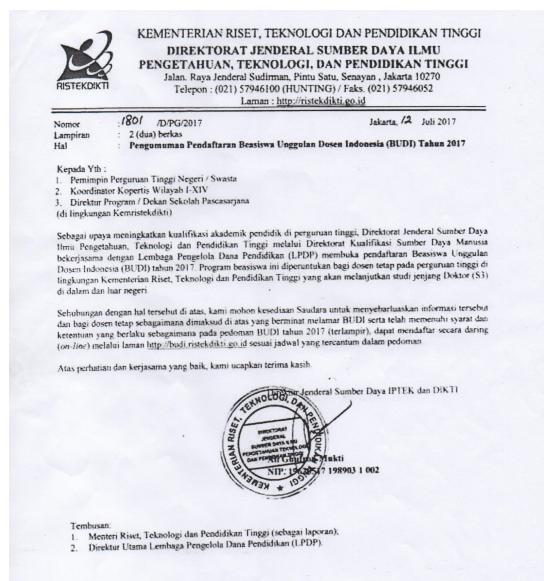 RISTEKDIKTI
KEMENTERIAN RISET, TEKNOLOGI DAN PENDIDIKAN TINGGI
DIREKTORAT JENDERAL SUMBER DAYA ILMU
PENGETAHUAN, TEKNOLOGI, DAN PENDIDIKAN TINGGI
Jalan. Raya Jenderal Sudirman, Pintu Satu, Senayan , Jakarta 10270
Telepon : (021) 57946100 (HUNTING) / Faks. (021) 57946052
Laman : http://ristekdikti.go.id
Nomor : 1801 /D/PG/2017 Jakarta, 12 Juli 2017
Lampiran : 2 (dua) berkas
Hal : Pengumuman Pendaftaran Beasiswa Unggulan Dosen Indonesia (BUDI) Tahun 2017
Kepada Yth :
1. Pemimpin Perguruan Tinggi Negeri / Swasta
2. Koordinator Kopertis Wilayah I-XIV
3. Direktur Program / Dekan Sekolah Pascasarjana
(di lingkungan Kemristekdikti)
Sebagai upaya meningkatkan kualifikasi akademik pendidik di perguruan tinggi, Direktorat Jenderal Sumber Daya
Ilmu Pengetahuan, Teknologi dan Pendidikan Tinggi melalui Direktorat Kualifikasi Sumber Daya Manusia
bekerjasama dengan Lembaga Pengelola Dana Pendidikan (LPDP) membuka pendaftaran Beasiswa Unggulan
Dosen Indonesia (BUDI) tahun 2017. Program beasiswa ini diperuntukan bagi dosen tetap pada perguruan tinggi di
lingkungan Kementerian Riset, Teknologi dan Pendidikan Tinggi yang akan melanjutkan studi jenjang Doktor (S3)
di dalam dan luar negeri.
Sehubungan dengan hal tersebut di atas, kami mohon kesediaan Saudara untuk menyebarluaskan informasi tersebut
dan bagi dosen tetap sebagaimana dimaksud di atas yang berminat melamar BUDI serta telah memenuhi syarat dan
ketentuan yang berlaku sebagaimana pada pedoman BUDI tahun 2017 (terlampir), dapat mendaftar secara daring
(on-line) melalui laman http://budi.ristekdikti.go.id sesuai jadwal yang tercantum dalam pedoman.
Atas perhatian dan kerjasama yang baik, kami ucapkan terima kasih.
Jenderal Sumber Daya IPTEK dan DIKTI
KEMENTERIAN RISET, TEKNOLOGI, DAN PENDIDIKAN TINGGI
DIREKTORAT
JENDERAL
SUMBER DAYA ILMU
PENGETAHUAN TEKNOLOGI
DAN PENDIDIKAN TINGGI
Mukti
NIP. 198903 1 002
Tembusan:
1. Menteri Riset, Teknologi dan Pendidikan Tinggi (sebagai laporan);
2. Direktur Utama Lembaga Pengelola Dana Pendidikan (LPDP).